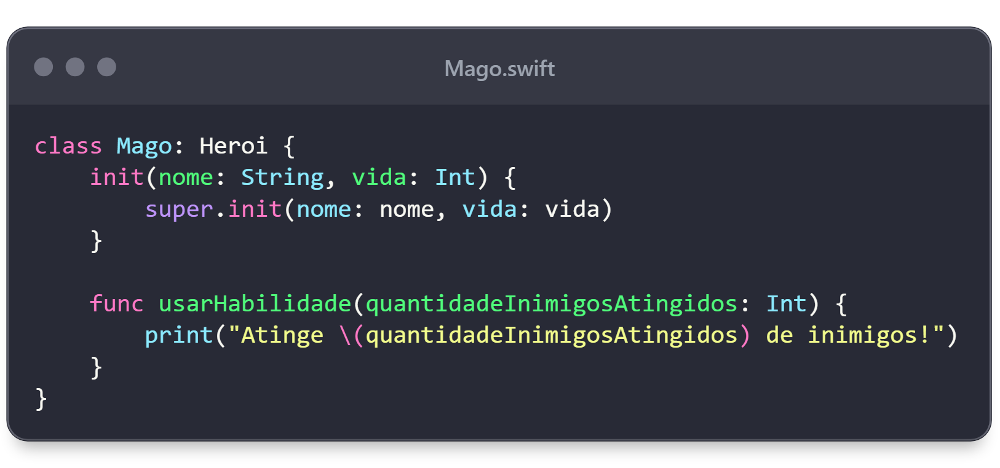 Mago.swift
class Mago: Heroi {
    init(nome: String, vida: Int) {
        super.init(nome: nome, vida: vida)
    }
    func usarHabilidade(quantidadeInimigosAtingidos: Int) {
        print("Atinge \(quantidadeInimigosAtingidos) de inimigos!")
    }
}